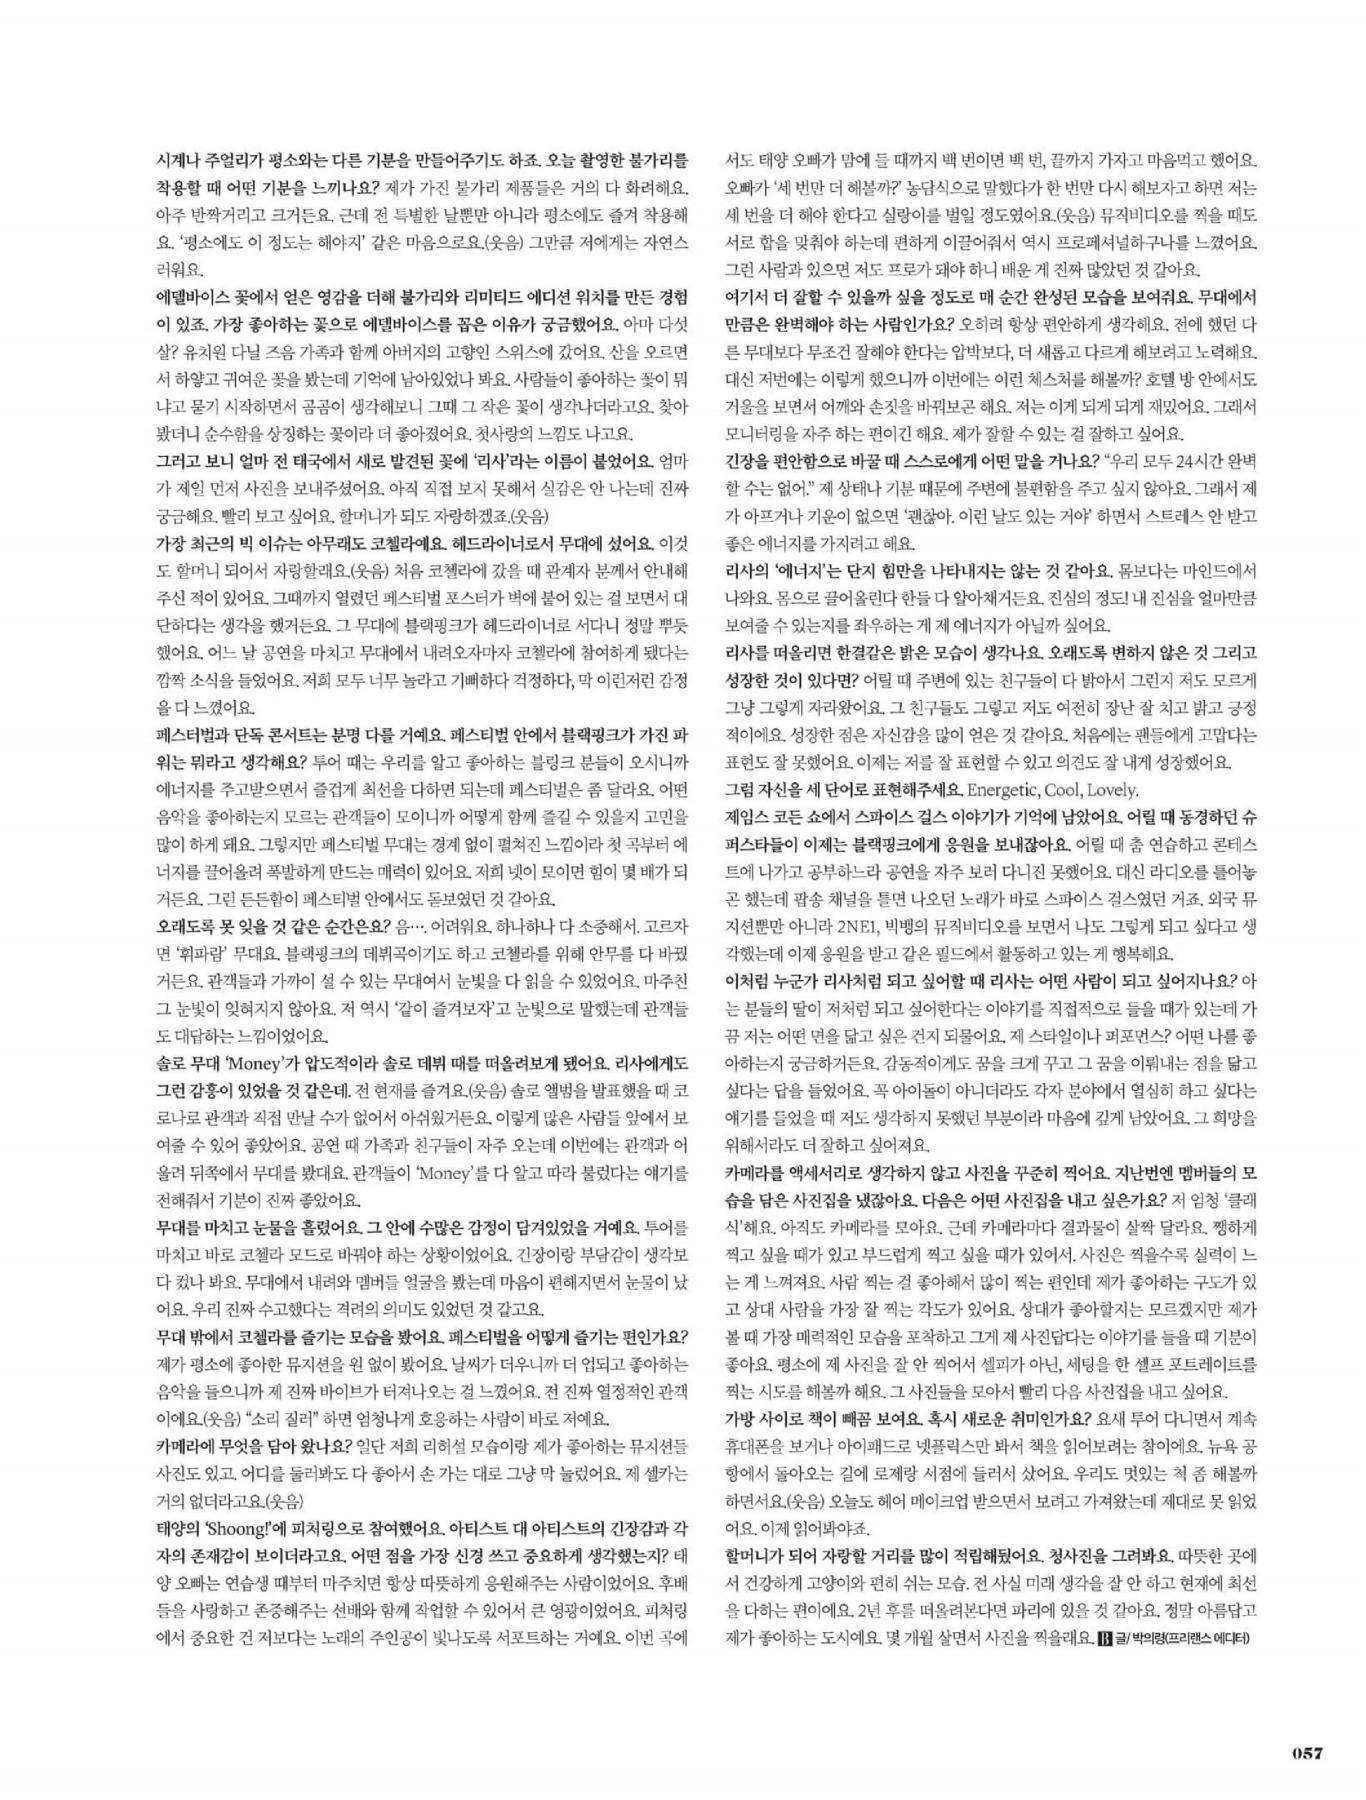 시계나 주얼리가 평소와는 다른 기분을 만들어주기도 하죠. 오늘 촬영한 불가리를
착용할 때 어떤 기분을 느끼나요? 제가 가진 불가리 제품들은 거의 다 화려해요.
아주 반짝거리고 크거든요. 근데 전 특별한 날뿐만 아니라 평소에도 즐겨 착용해
요. ‘평소에도 이 정도는 해야지’ 같은 마음으로요.(웃음) 그만큼 저에게는 자연스
러워요.
에델바이스 꽃에서 얻은 영감을 더해 불가리와 리미티드 에디션 워치를 만든 경험
이 있죠. 가장 좋아하는 꽃으로 에델바이스를 꼽은 이유가 궁금했어요. 아마 다섯
살? 유치원 다닐 즈음 가족과 함께 아버지의 고향인 스위스에 갔어요. 산을 오르면
서 하얗고 귀여운 꽃을 봤는데 기억에 남아있었나 봐요. 사람들이 좋아하는 꽃이 뭐
냐고 묻기 시작하면서 곰곰이 생각해보니 그때 그 작은 꽃이 생각나더라고요. 찾아
봤더니 순수함을 상징하는 꽃이라 더 좋아졌어요. 첫사랑의 느낌도 나고요.
그러고 보니 얼마 전 태국에서 새로 발견된 꽃에 ‘리사’라는 이름이 붙었어요. 엄마
가 제일 먼저 사진을 보내주셨어요. 아직 직접 보지 못해서 실감은 안 나는데 진짜
궁금해요. 빨리 보고 싶어요. 할머니가 되도 자랑하겠죠.(웃음)
가장 최근의 빅 이슈는 아무래도 코첼라예요. 헤드라이너로서 무대에 섰어요. 이것
도 할머니 되어서 자랑할래요.(웃음) 처음 코첼라에 갔을 때 관계자 분께서 안내해
주신 적이 있어요. 그때까지 열렸던 페스티벌 포스터가 벽에 붙어 있는 걸 보면서 대
단하다는 생각을 했거든요. 그 무대에 블랙핑크가 헤드라이너로 서다니 정말 뿌듯
했어요. 어느 날 공연을 마치고 무대에서 내려오자마자 코첼라에 참여하게 됐다는
깜짝 소식을 들었어요. 저희 모두 너무 놀라고 기뻐하다 걱정하다, 막 이런저런 감정
을 다 느꼈어요.
페스터벌과 단독 콘서트는 분명 다를 거예요. 페스티벌 안에서 블랙핑크가 가진 파
워는 뭐라고 생각해요? 투어 때는 우리를 알고 좋아하는 블링크 분들이 오시니까
에너지를 주고받으면서 즐겁게 최선을 다하면 되는데 페스티벌은 좀 달라요. 어떤
음악을 좋아하는지 모르는 관객들이 모이니까 어떻게 함께 즐길 수 있을지 고민을
많이 하게 돼요. 그렇지만 페스티벌 무대는 경계 없이 펼쳐진 느낌이라 첫 곡부터 에
너지를 끌어올려 폭발하게 만드는 매력이 있어요. 저희 넷이 모이면 힘이 몇 배가 되
거든요. 그런 든든함이 페스티벌 안에서도 돋보였던 것 같아요.
오래도록 못 잊을 것 같은 순간은요? 음…. 어려워요. 하나하나 다 소중해서. 고르자
면 ‘휘파람’ 무대요. 블랙핑크의 데뷔곡이기도 하고 코첼라를 위해 안무를 다 바꿨
거든요. 관객들과 가까이 설 수 있는 무대여서 눈빛을 다 읽을 수 있었어요. 마주친
그 눈빛이 잊혀지지 않아요. 저 역시 ‘같이 즐겨보자’고 눈빛으로 말했는데 관객들
도 대답하는 느낌이었어요.
솔로 무대 ‘Money’가 압도적이라 솔로 데뷔 때를 떠올려보게 됐어요. 리사에게도
그런 감흥이 있었을 것 같은데. 전 현재를 즐겨요.(웃음) 솔로 앨범을 발표했을 때 코
로나로 관객과 직접 만날 수가 없어서 아쉬웠거든요. 이렇게 많은 사람들 앞에서 보
여줄 수 있어 좋았어요. 공연 때 가족과 친구들이 자주 오는데 이번에는 관객과 어
울려 뒤쪽에서 무대를 봤대요. 관객들이 ‘Money’를 다 알고 따라 불렀다는 얘기를
전해줘서 기분이 진짜 좋았어요.
무대를 마치고 눈물을 흘렸어요. 그 안에 수많은 감정이 담겨있었을 거예요. 투어를
마치고 바로 코첼라 모드로 바꿔야 하는 상황이었어요. 긴장이랑 부담감이 생각보
다 컸나 봐요. 무대에서 내려와 멤버들 얼굴을 봤는데 마음이 편해지면서 눈물이 났
어요. 우리 진짜 수고했다는 격려의 의미도 있었던 것 같고요.
무대 밖에서 코첼라를 즐기는 모습을 봤어요. 페스티벌을 어떻게 즐기는 편인가요?
제가 평소에 좋아한 뮤지션을 원 없이 봤어요. 날씨가 더우니까 더 업되고 좋아하는
음악을 들으니까 제 진짜 바이브가 터져나오는 걸 느꼈어요. 전 진짜 열정적인 관객
이에요.(웃음) “소리 질러” 하면 엄청나게 호응하는 사람이 바로 저예요.
카메라에 무엇을 담아 왔나요? 일단 저희 리허설 모습이랑 제가 좋아하는 뮤지션들
사진도 있고. 어디를 둘러봐도 다 좋아서 손 가는 대로 그냥 막 눌렀어요. 제 셀카는
거의 없더라고요.(웃음)
태양의 ‘Shoong!’에 피처링으로 참여했어요. 아티스트 대 아티스트의 긴장감과 각
자의 존재감이 보이더라고요. 어떤 점을 가장 신경 쓰고 중요하게 생각했는지? 태
양 오빠는 연습생 때부터 마주치면 항상 따뜻하게 응원해주는 사람이었어요. 후배
들을 사랑하고 존중해주는 선배와 함께 작업할 수 있어서 큰 영광이었어요. 피처링
에서 중요한 건 저보다는 노래의 주인공이 빛나도록 서포트하는 거예요. 이번 곡에
서도 태양 오빠가 맘에 들 때까지 백 번이면 백 번, 끝까지 가자고 마음먹고 했어요.
오빠가 ‘세 번만 더 해볼까?’ 농담식으로 말했다가 한 번만 다시 해보자고 하면 저는
세 번을 더 해야 한다고 실랑이를 벌일 정도였어요.(웃음) 뮤직비디오를 찍을 때도
서로 합을 맞춰야 하는데 편하게 이끌어줘서 역시 프로페셔널하구나를 느꼈어요.
그런 사람과 있으면 저도 프로가 돼야 하니 배운 게 진짜 많았던 것 같아요.
여기서 더 잘할 수 있을까 싶을 정도로 매 순간 완성된 모습을 보여줘요. 무대에서
만큼은 완벽해야 하는 사람인가요? 오히려 항상 편안하게 생각해요. 전에 했던 다
른 무대보다 무조건 잘해야 한다는 압박보다, 더 새롭고 다르게 해보려고 노력해요.
대신 저번에는 이렇게 했으니까 이번에는 이런 제스처를 해볼까? 호텔 방 안에서도
거울을 보면서 어깨와 손짓을 바꿔보곤 해요. 저는 이게 되게 되게 재밌어요. 그래서
모니터링을 자주 하는 편이긴 해요. 제가 잘할 수 있는 걸 잘하고 싶어요.
긴장을 편안함으로 바꿀 때 스스로에게 어떤 말을 거나요? “우리 모두 24시간 완벽
할 수는 없어.” 제 상태나 기분 때문에 주변에 불편함을 주고 싶지 않아요. 그래서 제
가 아프거나 기운이 없으면 ‘괜찮아. 이런 날도 있는 거야’ 하면서 스트레스 안 받고
좋은 에너지를 가지려고 해요.
리사의 ‘에너지’는 단지 힘만을 나타내지는 않는 것 같아요. 몸보다는 마인드에서
나와요. 몸으로 끌어올린다 한들 다 알아채거든요. 진심의 정도! 내 진심을 얼마만큼
보여줄 수 있는지를 좌우하는 게 제 에너지가 아닐까 싶어요.
리사를 떠올리면 한결같은 밝은 모습이 생각나요. 오래도록 변하지 않은 것 그리고
성장한 것이 있다면? 어릴 때 주변에 있는 친구들이 다 밝아서 그런지 저도 모르게
그냥 그렇게 자라왔어요. 그 친구들도 그렇고 저도 여전히 장난 잘 치고 밝고 긍정
적이에요. 성장한 점은 자신감을 많이 얻은 것 같아요. 처음에는 팬들에게 고맙다는
표현도 잘 못했어요. 이제는 저를 잘 표현할 수 있고 의견도 잘 내게 성장했어요.
그럼 자신을 세 단어로 표현해주세요. Energetic, Cool, Lovely.
제임스 코든 쇼에서 스파이스 걸스 이야기가 기억에 남았어요. 어릴 때 동경하던 슈
퍼스타들이 이제는 블랙핑크에게 응원을 보내잖아요. 어릴 때 춤 연습하고 콘테스
트에 나가고 공부하느라 공연을 자주 보러 다니진 못했어요. 대신 라디오를 틀어놓
곤 했는데 팝송 채널을 틀면 나오던 노래가 바로 스파이스 걸스였던 거죠. 외국 뮤
지션뿐만 아니라 2NE1, 빅뱅의 뮤직비디오를 보면서 나도 그렇게 되고 싶다고 생
각했는데 이제 응원을 받고 같은 필드에서 활동하고 있는 게 행복해요.
이처럼 누군가 리사처럼 되고 싶어할 때 리사는 어떤 사람이 되고 싶어지나요? 아
는 분들의 딸이 저처럼 되고 싶어한다는 이야기를 직접적으로 들을 때가 있는데 가
끔 저는 어떤 면을 닮고 싶은 건지 되물어요. 제 스타일이나 퍼포먼스? 어떤 나를 좋
아하는지 궁금하거든요. 감동적이게도 꿈을 크게 꾸고 그 꿈을 이뤄내는 점을 닮고
싶다는 답을 들었어요. 꼭 아이돌이 아니더라도 각자 분야에서 열심히 하고 싶다는
얘기를 들었을 때 저도 생각하지 못했던 부분이라 마음에 깊게 남았어요. 그 희망을
위해서라도 더 잘하고 싶어져요.
카메라를 액세서리로 생각하지 않고 사진을 꾸준히 찍어요. 지난번엔 멤버들의 모
습을 담은 사진집을 냈잖아요. 다음은 어떤 사진집을 내고 싶은가요? 저 엄청 ‘클래
식’해요. 아직도 카메라를 모아요. 근데 카메라마다 결과물이 살짝 달라요. 쨍하게
찍고 싶을 때가 있고 부드럽게 찍고 싶을 때가 있어서. 사진은 찍을수록 실력이 느
는 게 느껴져요. 사람 찍는 걸 좋아해서 많이 찍는 편인데 제가 좋아하는 구도가 있
고 상대 사람을 가장 잘 찍는 각도가 있어요. 상대가 좋아할지는 모르겠지만 제가
볼 때 가장 매력적인 모습을 포착하고 그게 제 사진답다는 이야기를 들을 때 기분이
좋아요. 평소에 제 사진을 잘 안 찍어서 셀피가 아닌, 세팅을 한 셀프 포트레이트를
찍는 시도를 해볼까 해요. 그 사진들을 모아서 빨리 다음 사진집을 내고 싶어요.
가방 사이로 책이 빼꼼 보여요. 혹시 새로운 취미인가요? 요새 투어 다니면서 계속
휴대폰을 보거나 아이패드로 넷플릭스만 봐서 책을 읽어보려는 참이에요. 뉴욕 공
항에서 돌아오는 길에 로제랑 서점에 들러서 샀어요. 우리도 멋있는 척 좀 해볼까
하면서요.(웃음) 오늘도 헤어 메이크업 받으면서 보려고 가져왔는데 제대로 못 읽었
어요. 이제 읽어봐야죠.
할머니가 되어 자랑할 거리를 많이 적립해뒀어요. 청사진을 그려봐요. 따뜻한 곳에
서 건강하게 고양이와 편히 쉬는 모습. 전 사실 미래 생각을 잘 안 하고 현재에 최선
을 다하는 편이에요. 2년 후를 떠올려본다면 파리에 있을 것 같아요. 정말 아름답고
제가 좋아하는 도시예요. 몇 개월 살면서 사진을 찍을래요. B 글/ 박의령(프리랜스 에디터)
057